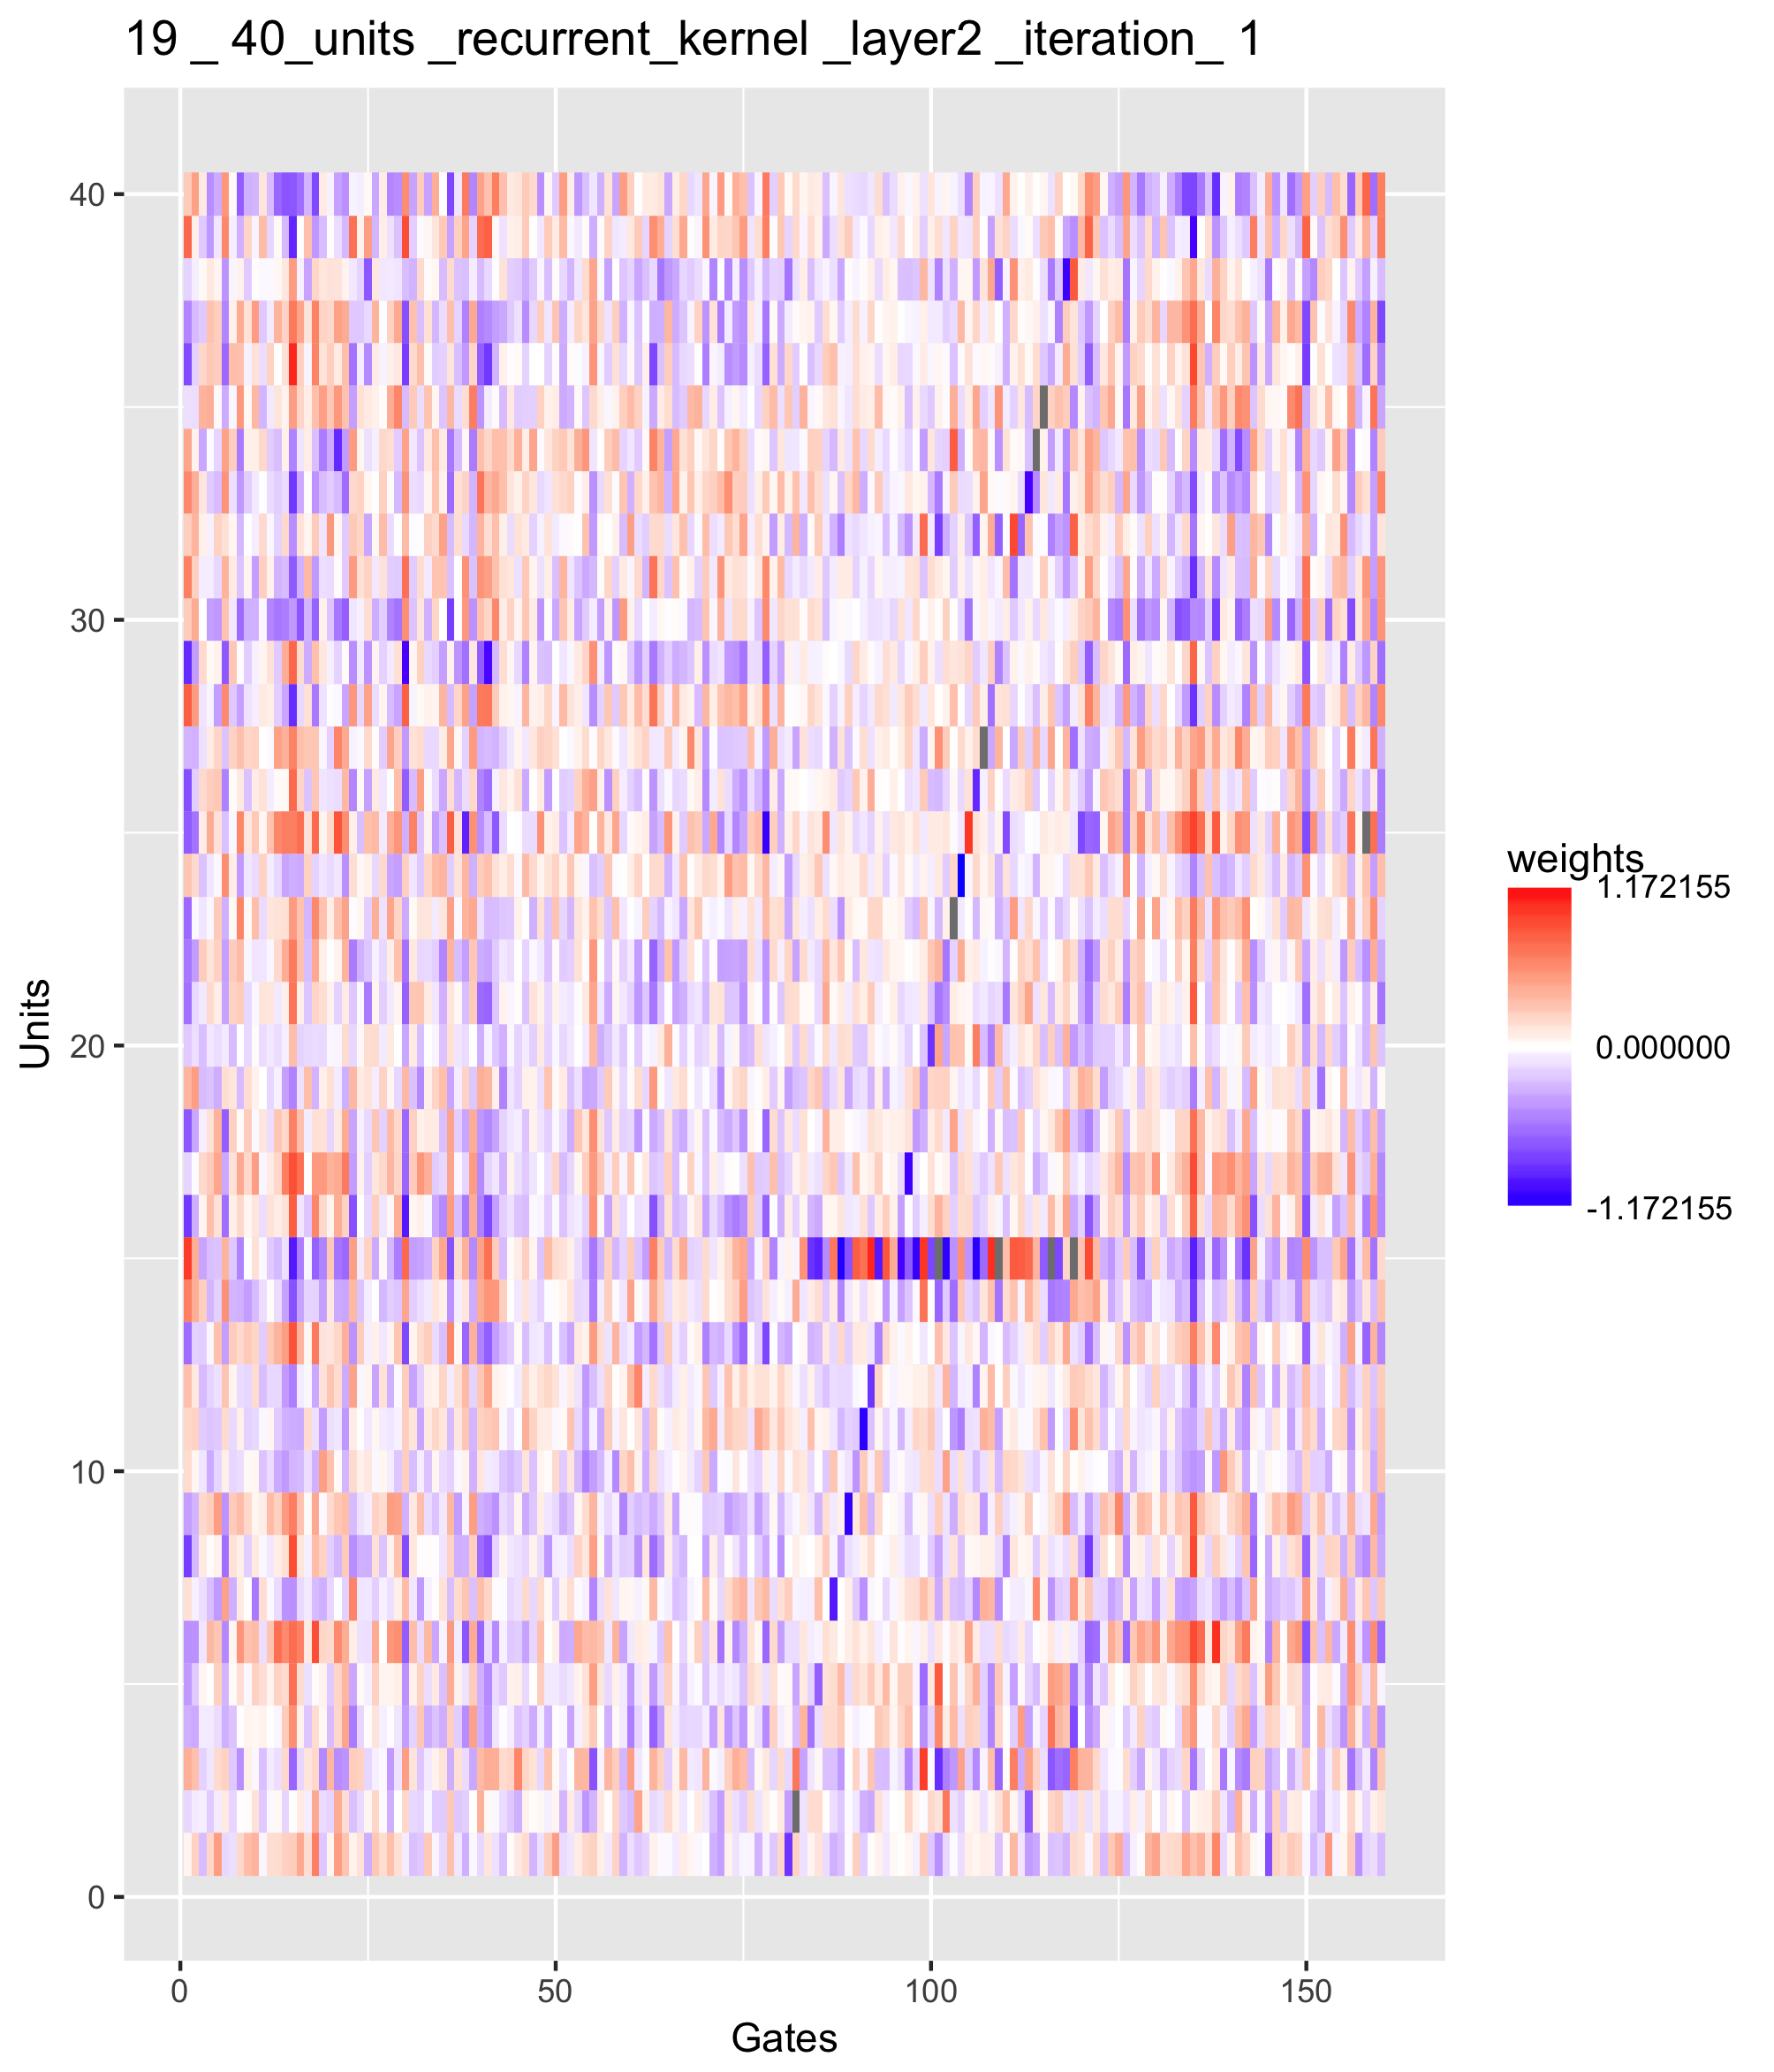 19 _ 40_units _recurrent_kernel _layer2 _iteration_ 1
Units
40
30
20
10
0
0 50 100 150
Gates
weights
1.172155
0.000000
-1.172155